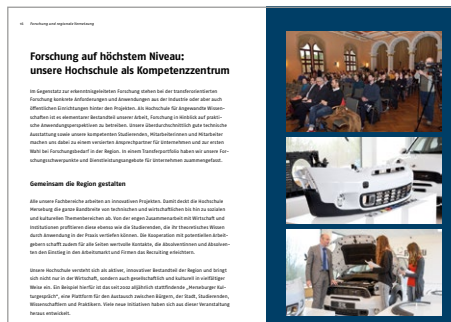 16 Forschung und regionale Vernetzung
Forschung auf höchstem Niveau:
unsere Hochschule als Kompetenzzentrum
Im Gegensatz zur erkenntnisgeleiteten Forschung stehen bei der transferorientierten
Forschung konkrete Anforderungen und Anwendungen aus der Industrie oder aber auch
öffentlichen Einrichtungen hinter den Projekten. Als Hochschule für Angewandte Wissen-
schaften ist es elementarer Bestandteil unserer Arbeit, Forschung in Hinblick auf prakti-
sche Anwendungsperspektiven zu betreiben. Unsere überdurchschnittlich gute technische
Ausstattung sowie unsere kompetenten Studierenden, Mitarbeiterinnen und Mitarbeiter
machen uns dabei zu einem versierten Ansprechpartner für Unternehmen und zur ersten
Wahl bei Forschungsbedarf in der Region. In einem Transferportfolio haben wir unsere For-
schungsschwerpunkte und Dienstleistungsangebote für Unternehmen zusammengefasst.
Gemeinsam die Region gestalten
Alle unsere Fachbereiche arbeiten an innovativen Projekten. Damit deckt die Hochschule
Merseburg die ganze Bandbreite von technischen und wirtschaftlichen bis hin zu sozialen
und kulturellen Themenbereichen ab. Von der engen Zusammenarbeit mit Wirtschaft und
Institutionen profitieren diese ebenso wie die Studierenden, die ihr theoretisches Wissen
durch Anwendung in der Praxis vertiefen können. Die Kooperation mit potentiellen Arbeit-
gebern schafft zudem für alle Seiten wertvolle Kontakte, die Absolventinnen und Absolven-
ten den Einstieg in den Arbeitsmarkt und Firmen das Recruiting erleichtern.
Unsere Hochschule versteht sich als aktiver, innovativer Bestandteil der Region und bringt
sich nicht nur in der Wirtschaft, sondern auch gesellschaftlich und kulturell in vielfältiger
Weise ein. Ein Beispiel hierfür ist das seit 2002 alljährlich stattfindende „Merseburger Kul-
turgespräch“, eine Plattform für den Austausch zwischen Bürgern, der Stadt, Studierenden,
Wissenschaftlern und Praktikern. Viele neue Initiativen haben sich aus dieser Veranstaltung
heraus entwickelt.